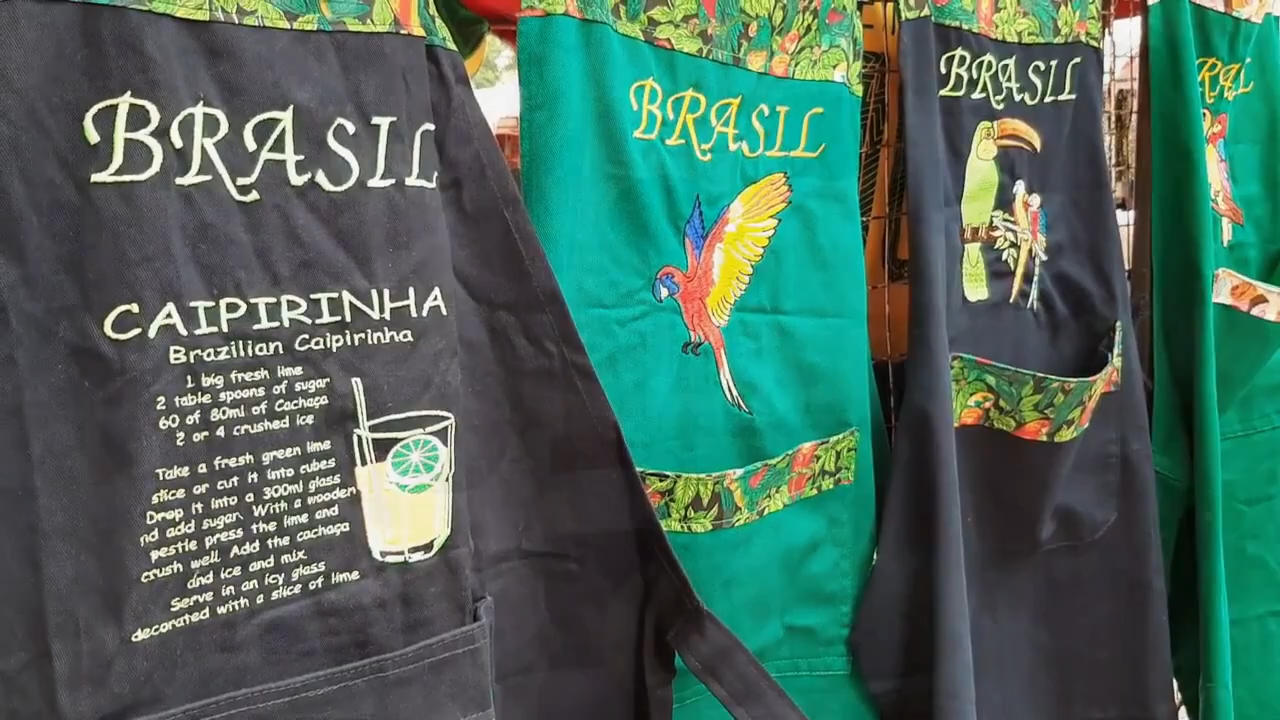 BRASIL
CAIPIRINHA
Brazilian Caipirinha
1 big fresh lime
2 table spoons of sugar
60 of 80ml of Cachaça
2 or 4 crushed ice
Take a fresh green lime
slice or cut it into cubes
Drop it into a 300ml glass
nd add sugar. With a wooden
pestle press the lime and
crush well. Add the cachaça
and ice and mix.
Serve in an icy glass
decorated with a slice of lime
BRASIL
BRASIL